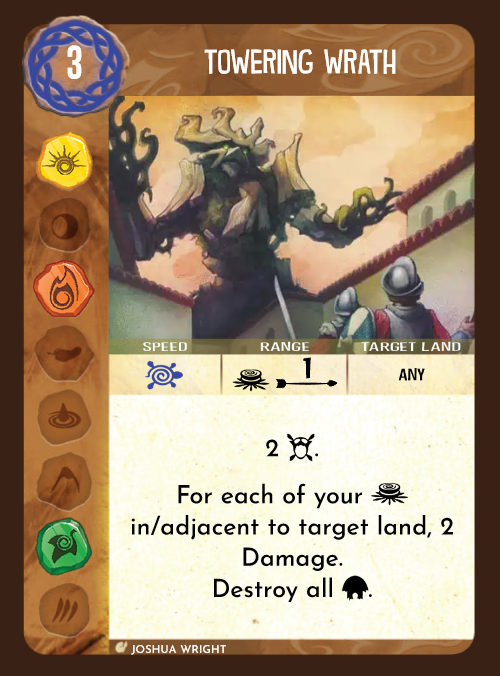 3
TOWERING WRATH
SPEED RANGE TARGET LAND
1 ANY
2 .
For each of your
in/adjacent to target land, 2
Damage.
Destroy all .
JOSHUA WRIGHT